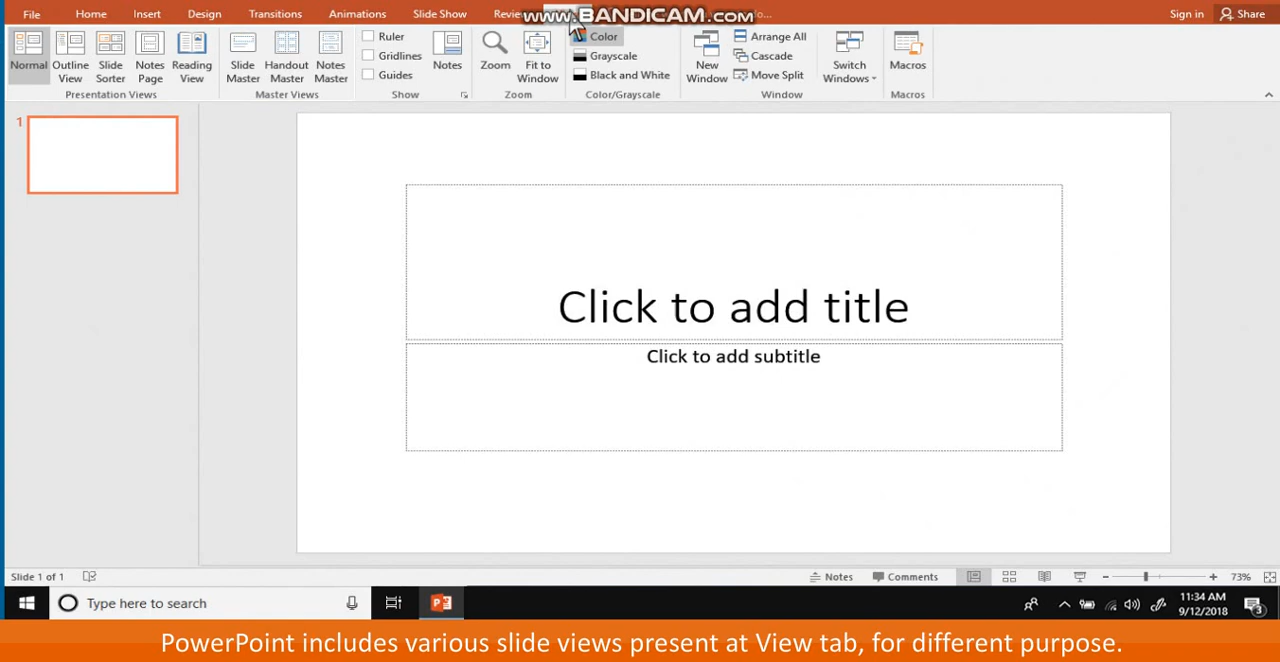 www.BANDICAM.com
File Home Insert Design Transitions Animations Slide Show Sign in Share
Normal Outline View Slide Sorter Notes Page Reading View
Presentation Views
Slide Master Handout Master Notes Master
Master Views
Ruler
Gridlines
Guides
Notes
Show
Zoom Fit to Window
Zoom
Color
Grayscale
Black and White
Color/Grayscale
New Window
Arrange All
Cascade
Move Split
Switch Windows
Window
Macros
Macros
1
Click to add title
Click to add subtitle
Slide 1 of 1 Notes Comments 73%
Type here to search
11:34 AM
9/12/2018
3
PowerPoint includes various slide views present at View tab, for different purpose.